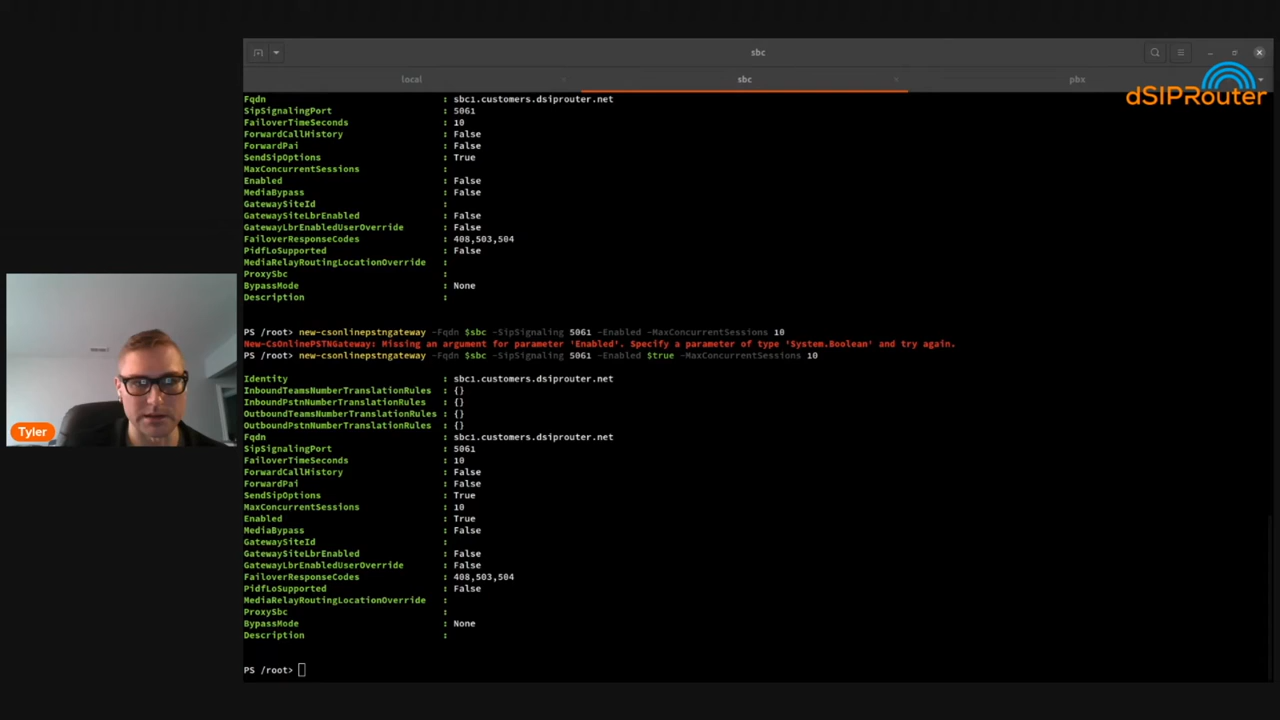 sbc
local
sbc
pbx
dSIPRouter
Fqdn : sbc1.customers.dsiprouter.net
SipSignalingPort : 5061
FailoverTimeSeconds : 10
ForwardCallHistory : False
ForwardPai : False
SendSipOptions : True
MaxConcurrentSessions :
Enabled : False
MediaBypass : False
GatewaySiteId :
GatewaySiteLbrEnabled : False
GatewayLbrEnabledUserOverride : False
FailoverResponseCodes : 408,503,504
PidfLoSupported : False
MediaRelayRoutingLocationOverride :
ProxySbc :
BypassMode : None
Description :
PS /root> new-csonlinepstngateway -Fqdn $sbc -SipSignaling 5061 -Enabled -MaxConcurrentSessions 10
New-CsOnlinePSTNGateway: Missing an argument for parameter 'Enabled'. Specify a parameter of type 'System.Boolean' and try again.
PS /root> new-csonlinepstngateway -Fqdn $sbc -SipSignaling 5061 -Enabled $true -MaxConcurrentSessions 10
Identity : sbc1.customers.dsiprouter.net
InboundTeamsNumberTranslationRules : {}
InboundPstnNumberTranslationRules : {}
OutboundTeamsNumberTranslationRules : {}
OutboundPstnNumberTranslationRules : {}
Fqdn : sbc1.customers.dsiprouter.net
SipSignalingPort : 5061
FailoverTimeSeconds : 10
ForwardCallHistory : False
ForwardPai : False
SendSipOptions : True
MaxConcurrentSessions : 10
Enabled : True
MediaBypass : False
GatewaySiteId :
GatewaySiteLbrEnabled : False
GatewayLbrEnabledUserOverride : False
FailoverResponseCodes : 408,503,504
PidfLoSupported : False
MediaRelayRoutingLocationOverride :
ProxySbc :
BypassMode : None
Description :
PS /root>
Tyler